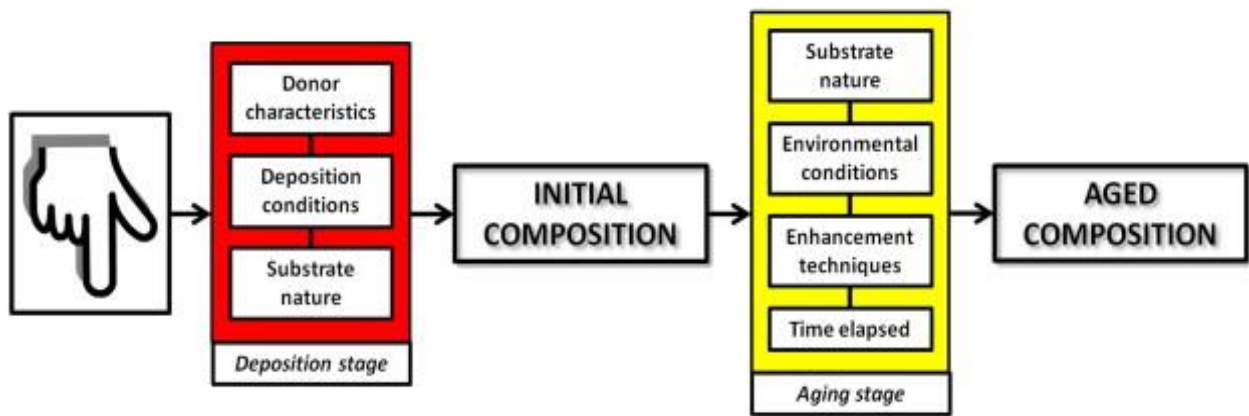 Donor
characteristics
Deposition
conditions
Substrate
nature
Deposition stage
INITIAL
COMPOSITION
Substrate
nature
Environmental
conditions
Enhancement
techniques
Time elapsed
Aging stage
AGED
COMPOSITION